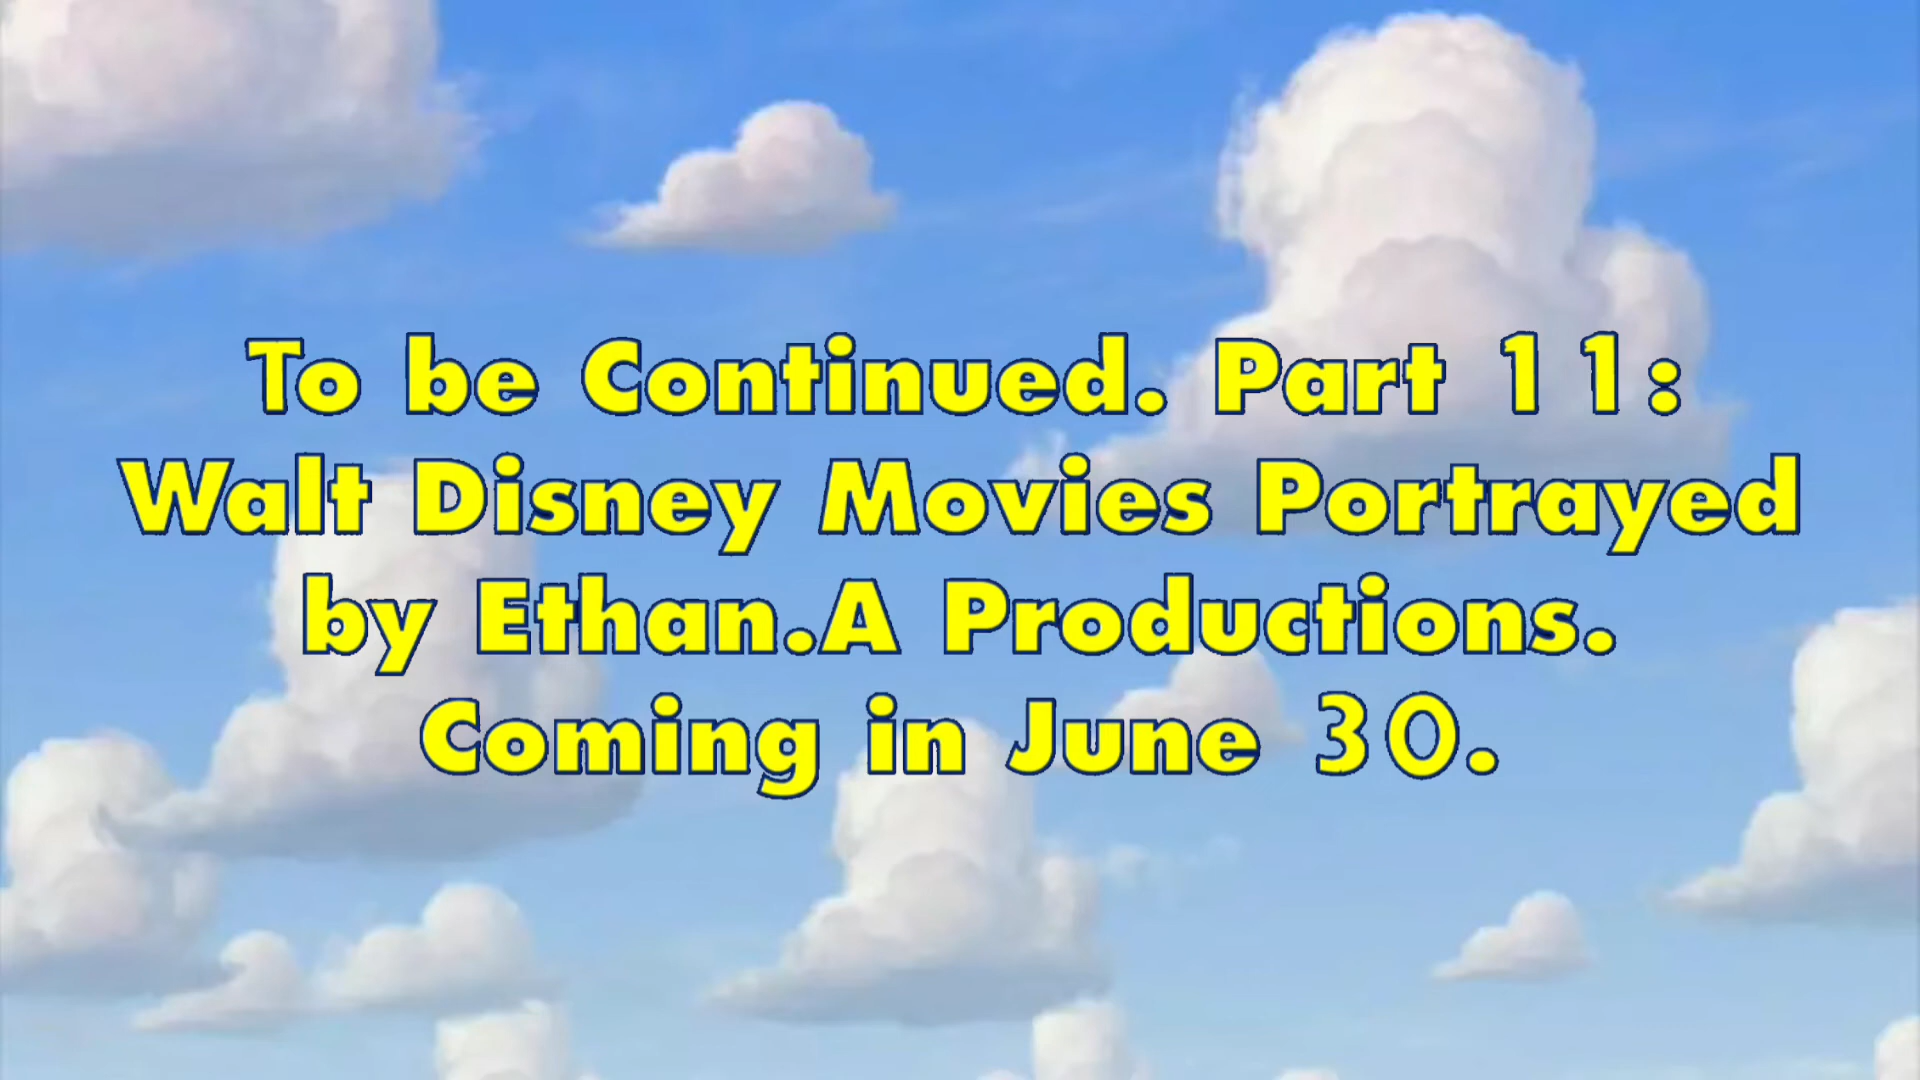 To be Continued. Part 11:
Walt Disney Movies Portrayed
by Ethan.A Productions.
Coming in June 30.